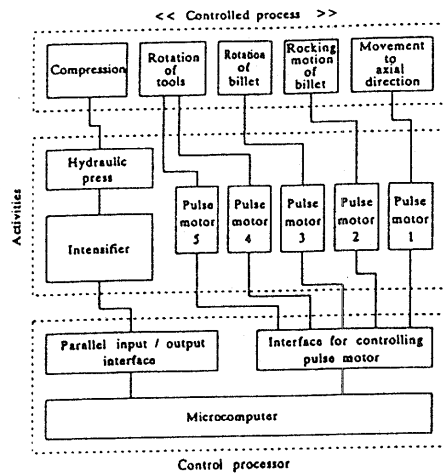 << Controlled process >>
Compression
Rotation
of
tools
Rotation
of
billet
Rocking
motion
of
billet
Movement
to
axial
direction
Activities
Hydraulic
press
Intensifier
Pulse
motor
5
Pulse
motor
4
Pulse
motor
3
Pulse
motor
2
Pulse
motor
1
Parallel input / output
interface
Interface for controlling
pulse motor
Microcomputer
Control processor